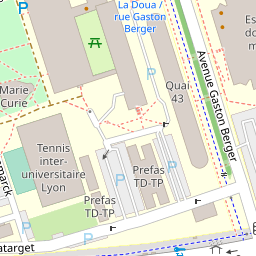 La Doua /
rue Gaston
Berger
Avenue Gaston Berger
P
Marie
Curie
Quai
43
P
Tennis
inter-
universitaire
Lyon
Prefas
TD-TP
Prefas
TD-TP
P
P